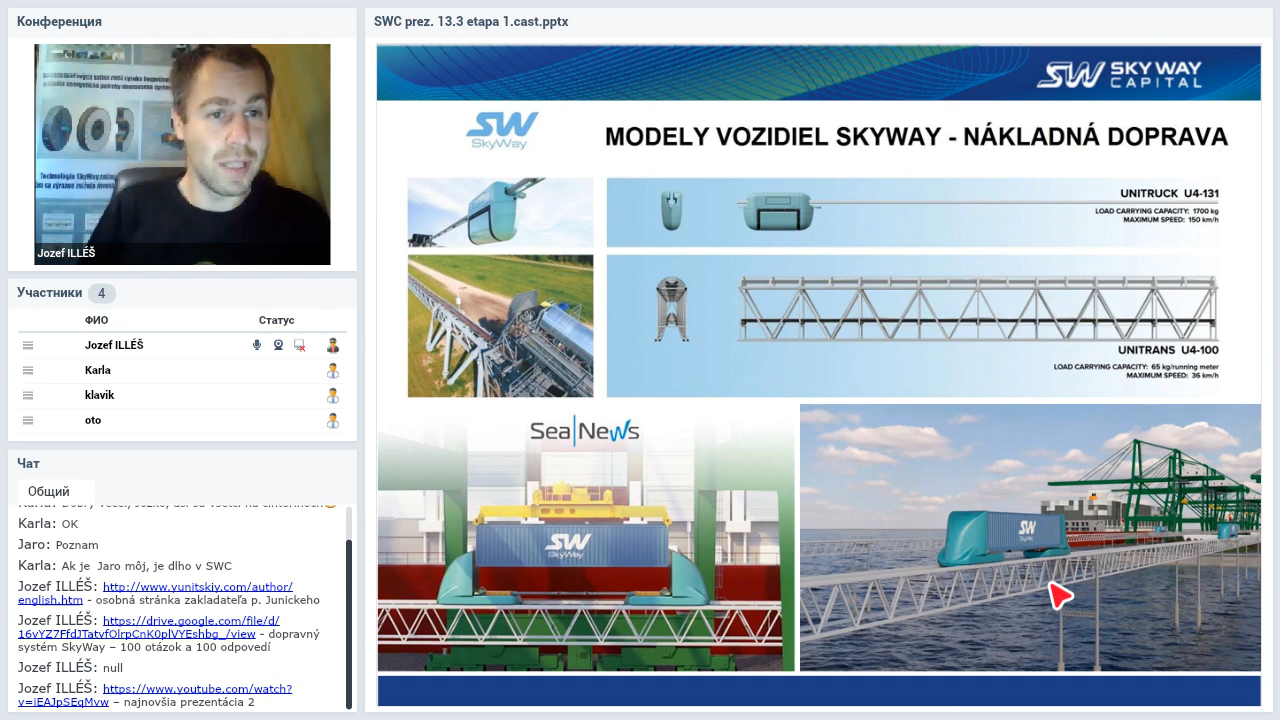 Конференция
Technológia SkyWay
Jozef ILLÉŠ
Участники 4
ФИО Статус
Jozef ILLÉŠ
Karla
klavik
oto
Чат
Общий
Karla: OK
Jaro: Poznam
Karla: Ak je Jaro môj, je dlho v SWC
Jozef ILLÉŠ: http://www.yunitskiy.com/author/
english.htm - osobná stránka zakladateľa p. Junickeho
Jozef ILLÉŠ: https://drive.google.com/file/d/
16vYZ7FfdJTatvfOlrpCnK0plVYEshbg_/view - dopravný
systém SkyWay – 100 otázok a 100 odpovedí
Jozef ILLÉŠ: null
Jozef ILLÉŠ: https://www.youtube.com/watch?
v=iEAJpSEqMvw – najnovšia prezentácia 2
SWC prez. 13.3 etapa 1.cast.pptx
SW SKY WAY
CAPITAL
SW
SkyWay
MODELY VOZIDIEL SKYWAY - NÁKLADNÁ DOPRAVA
UNITRUCK U4-131
LOAD CARRYING CAPACITY: 1700 kg
MAXIMUM SPEED: 150 km/h
UNITRANS U4-100
LOAD CARRYING CAPACITY: 65 kg/running meter
MAXIMUM SPEED: 36 km/h
Sea|News
SW
SkyWay
SW
SkyWay